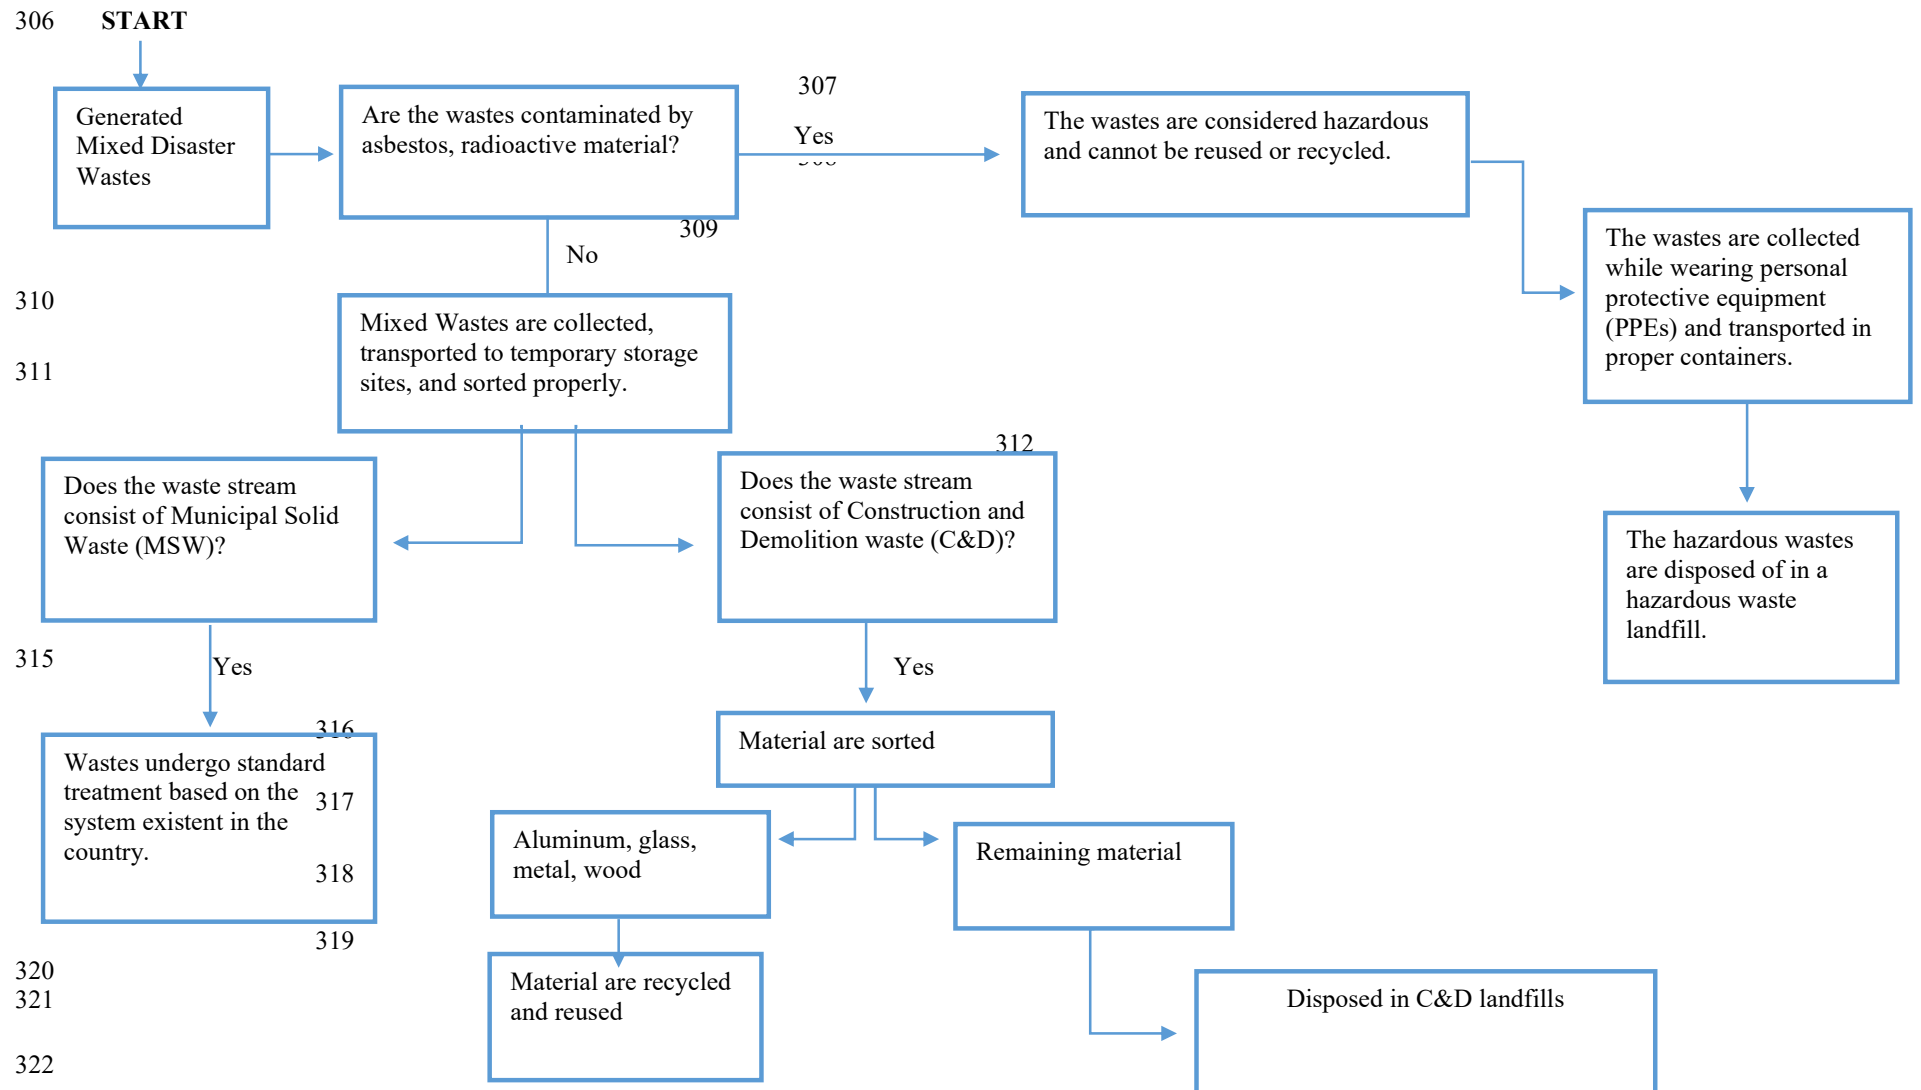 306 START
307
Generated
Mixed Disaster
Wastes
Are the wastes contaminated by
asbestos, radioactive material?
Yes
The wastes are considered hazardous
and cannot be reused or recycled.
309
No
The wastes are collected
while wearing personal
protective equipment
(PPEs) and transported in
proper containers.
310
311
Mixed Wastes are collected,
transported to temporary storage
sites, and sorted properly.
312
Does the waste stream
consist of Municipal Solid
Waste (MSW)?
Does the waste stream
consist of Construction and
Demolition waste (C&D)?
The hazardous wastes
are disposed of in a
hazardous waste
landfill.
315
Yes
Yes
316
Wastes undergo standard
treatment based on the
system existent in the
country.
317
318
319
Material are sorted
Aluminum, glass,
metal, wood
Remaining material
320
321
Material are recycled
and reused
Disposed in C&D landfills
322